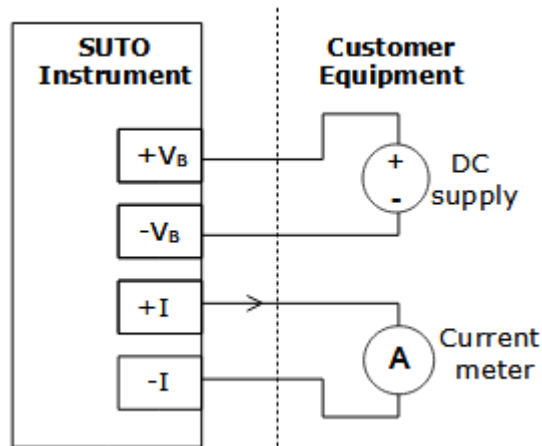 SUTO
Instrument
Customer
Equipment
+VB
-VB
+I
-I
+
-
DC
supply
A
Current
meter